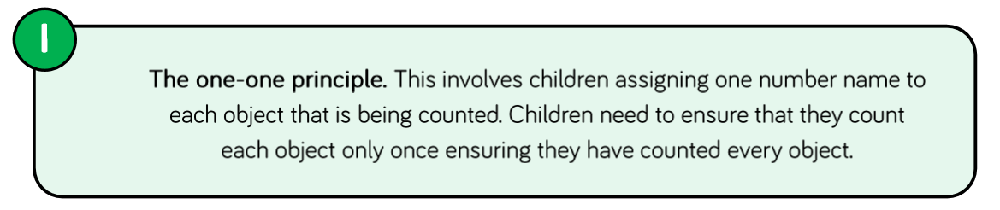 1
The one-one principle. This involves children assigning one number name to
each object that is being counted. Children need to ensure that they count
each object only once ensuring they have counted every object.